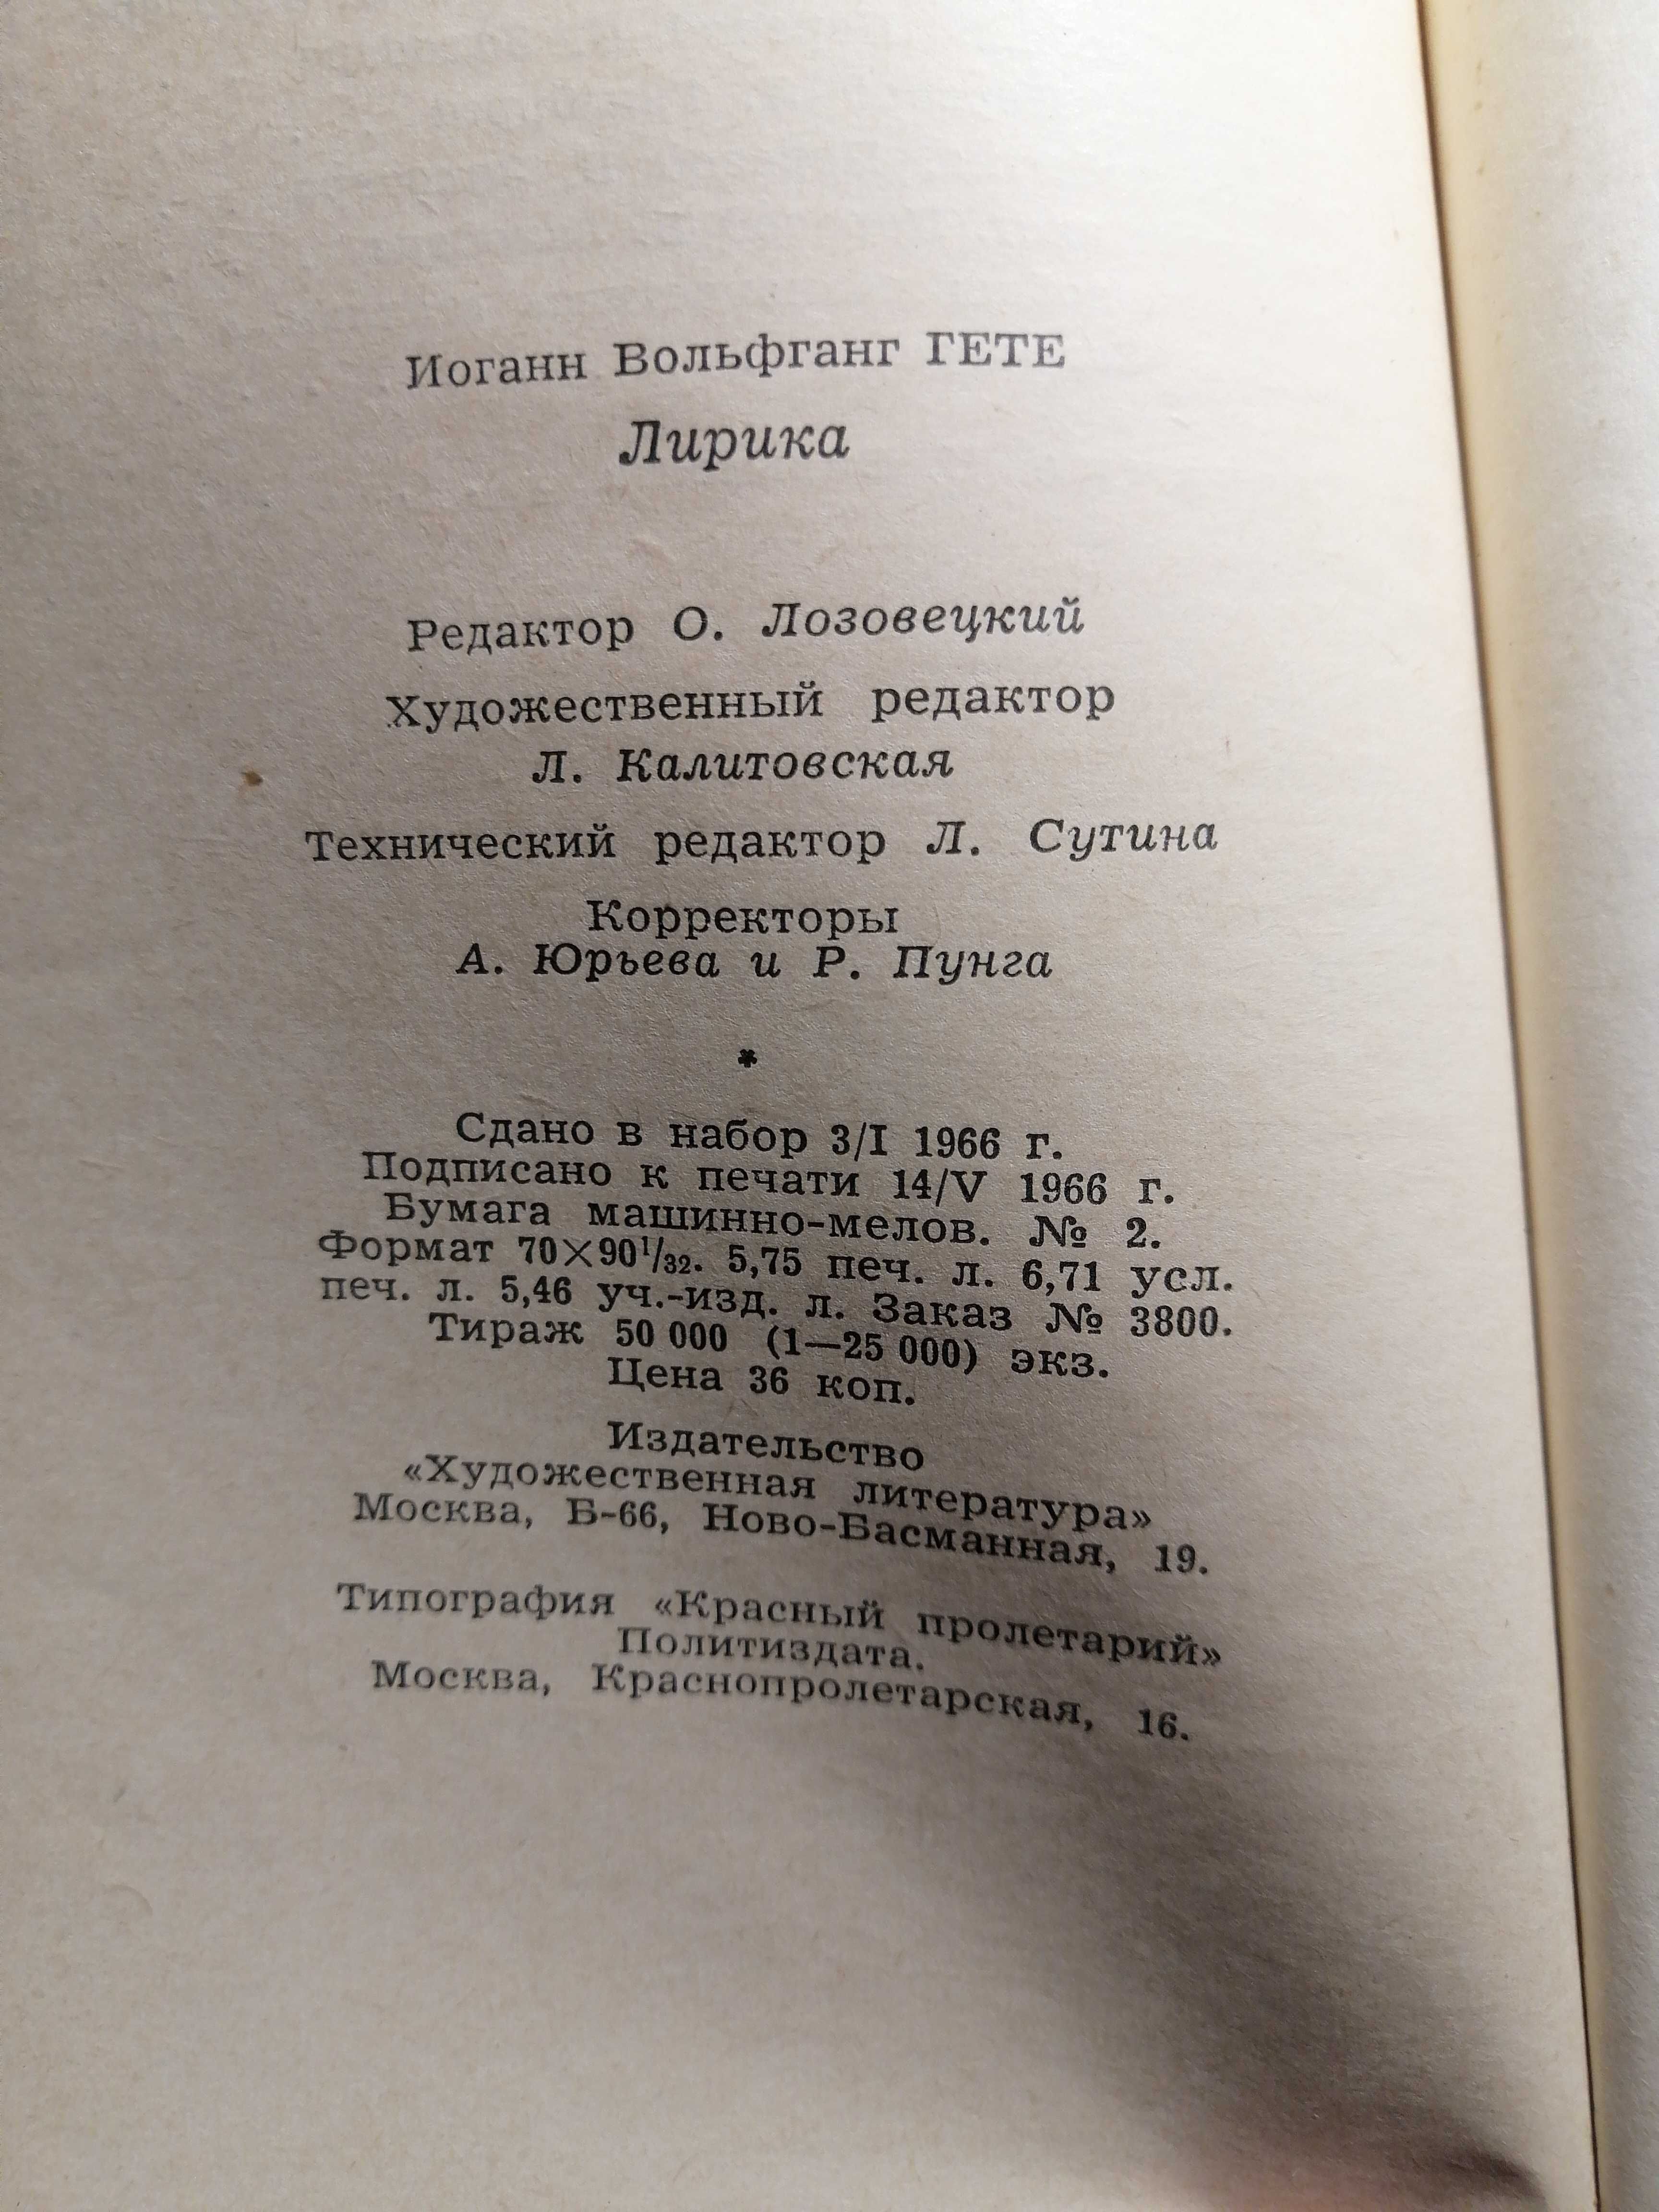 Иоганн Вольфганг ГЕТЕ
Лирика
Редактор О. Лозовецкий
Художественный редактор
Л. Калитовская
Технический редактор Л. Сутина
Корректоры
А. Юрьева и Р. Пунга
*
Сдано в набор 3/I 1966 г.
Подписано к печати 14/V 1966 г.
Бумага машинно-мелов. № 2.
Формат 70×90¹/₃₂. 5,75 печ. л. 6,71 усл.
печ. л. 5,46 уч.-изд. л. Заказ № 3800.
Тираж 50 000 (1—25 000) экз.
Цена 36 коп.
Издательство
«Художественная литература»
Москва, Б-66, Ново-Басманная, 19.
Типография «Красный пролетарий»
Политиздата.
Москва, Краснопролетарская, 16.